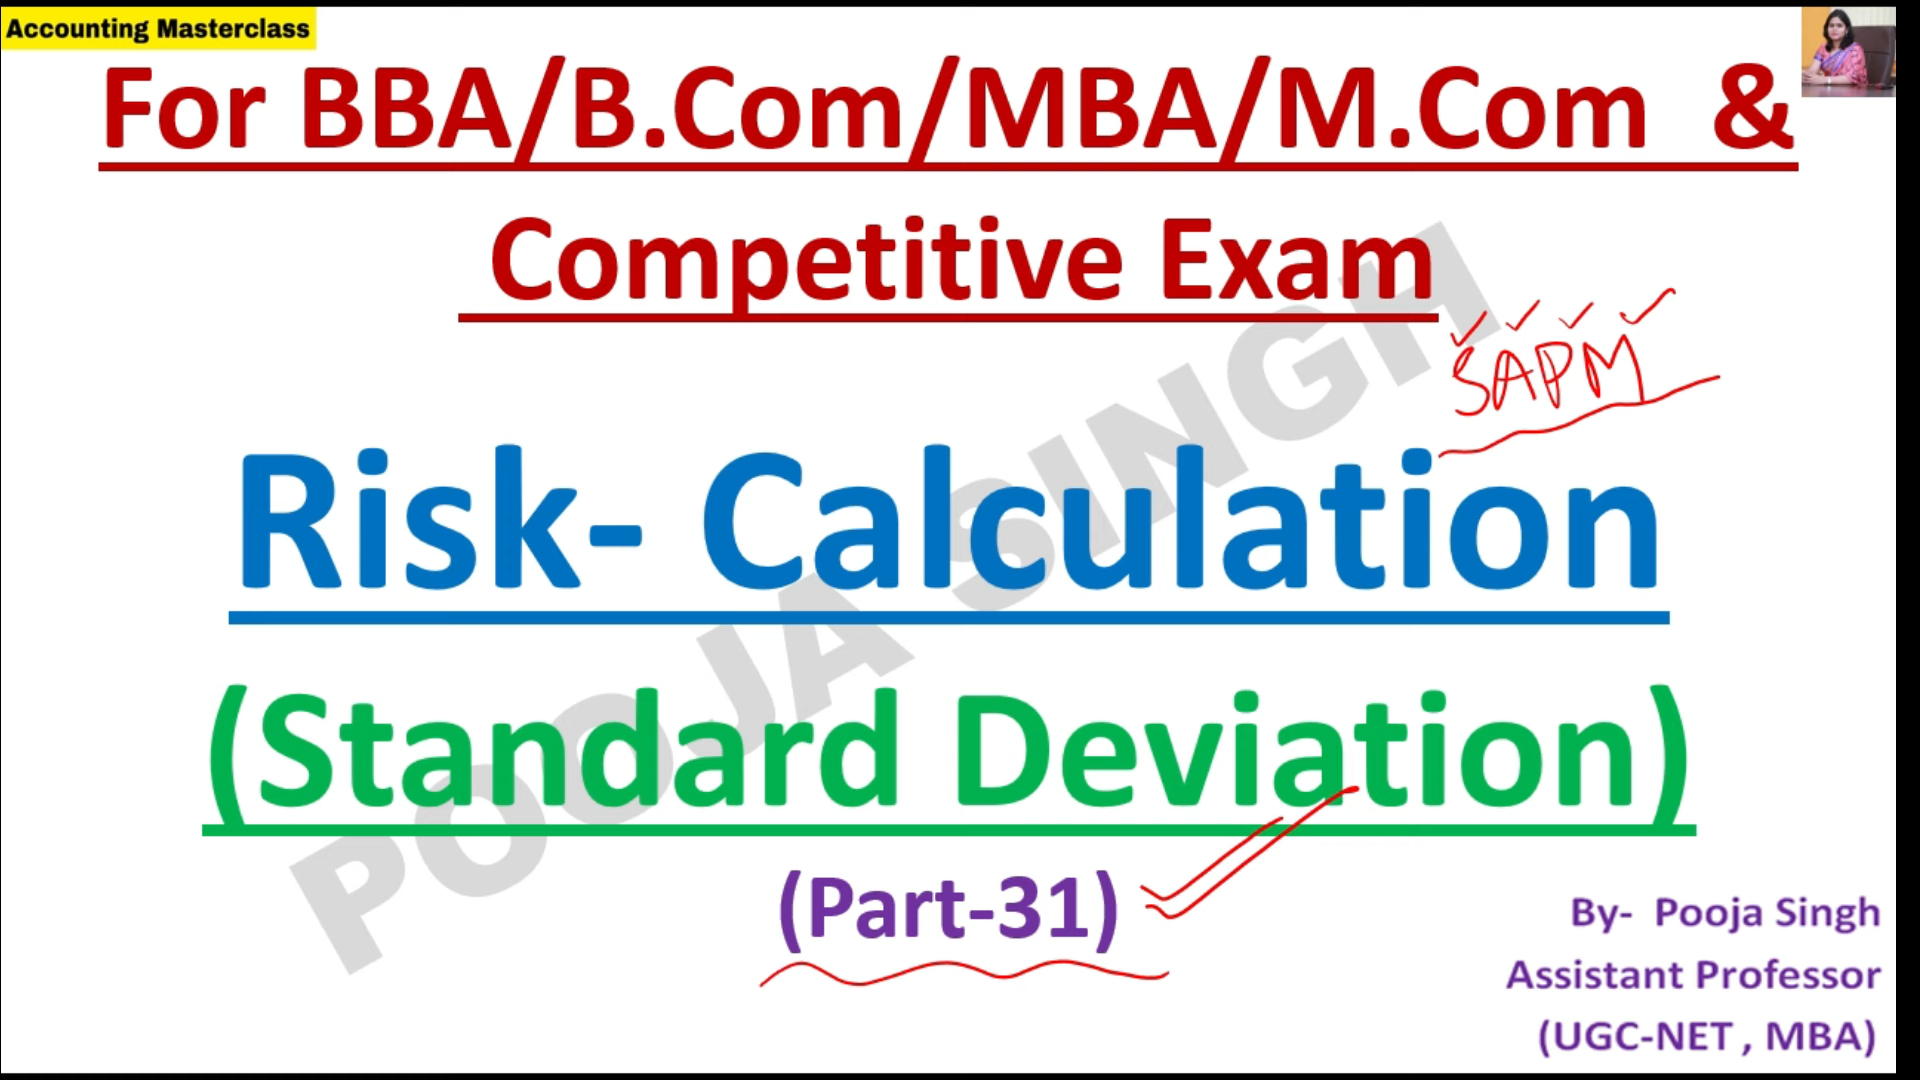 Accounting Masterclass
For BBA/B.Com/MBA/M.Com &
Competitive Exam
SAPM
Risk- Calculation
(Standard Deviation)
(Part-31)
By- Pooja Singh
Assistant Professor
(UGC-NET , MBA)
POOJA SINGH